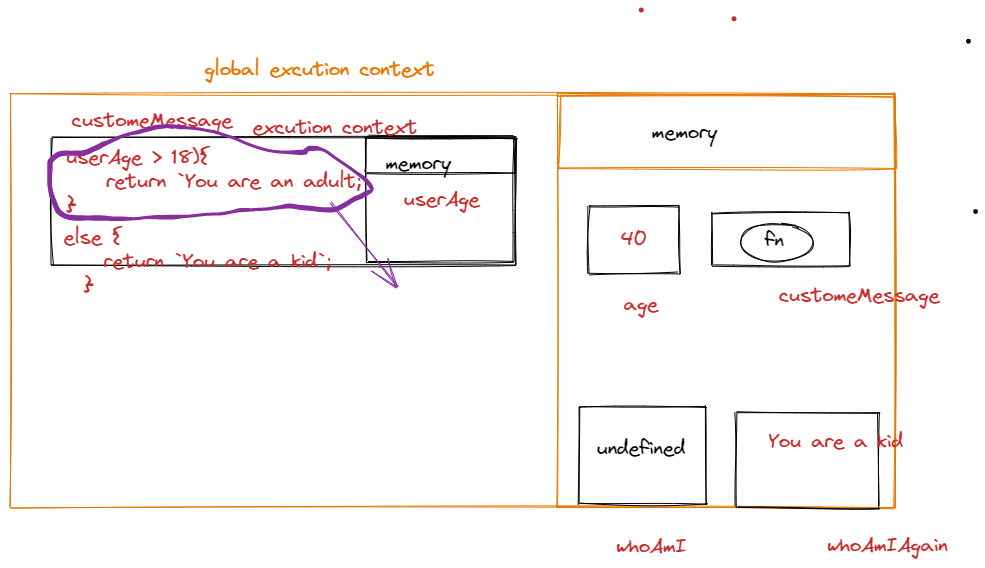 global excution context
customeMessage excution context
userAge > 18){
return `You are an adult;
}
else {
return `You are a kid`;
}
memory
userAge
memory
40
fn
age
customeMessage
undefined
You are a kid
whoAmI
whoAmIAgain